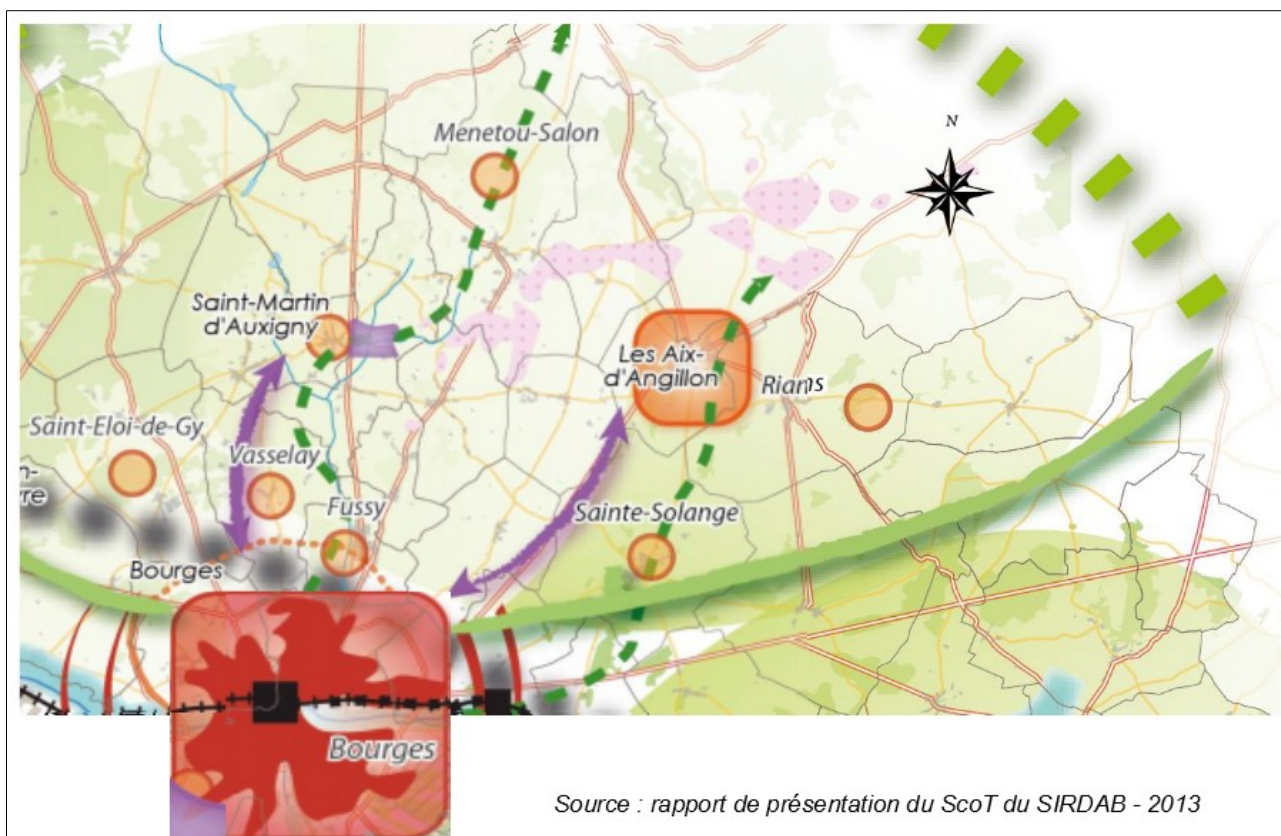 N
Menetou-Salon
Saint-Martin
d'Auxigny
Les Aix-
d'Angillon
Rians
Saint-Eloi-de-Gy
Vasselay
Fussy
Sainte-Solange
Bourges
Bourges
Source : rapport de présentation du ScoT du SIRDAB - 2013